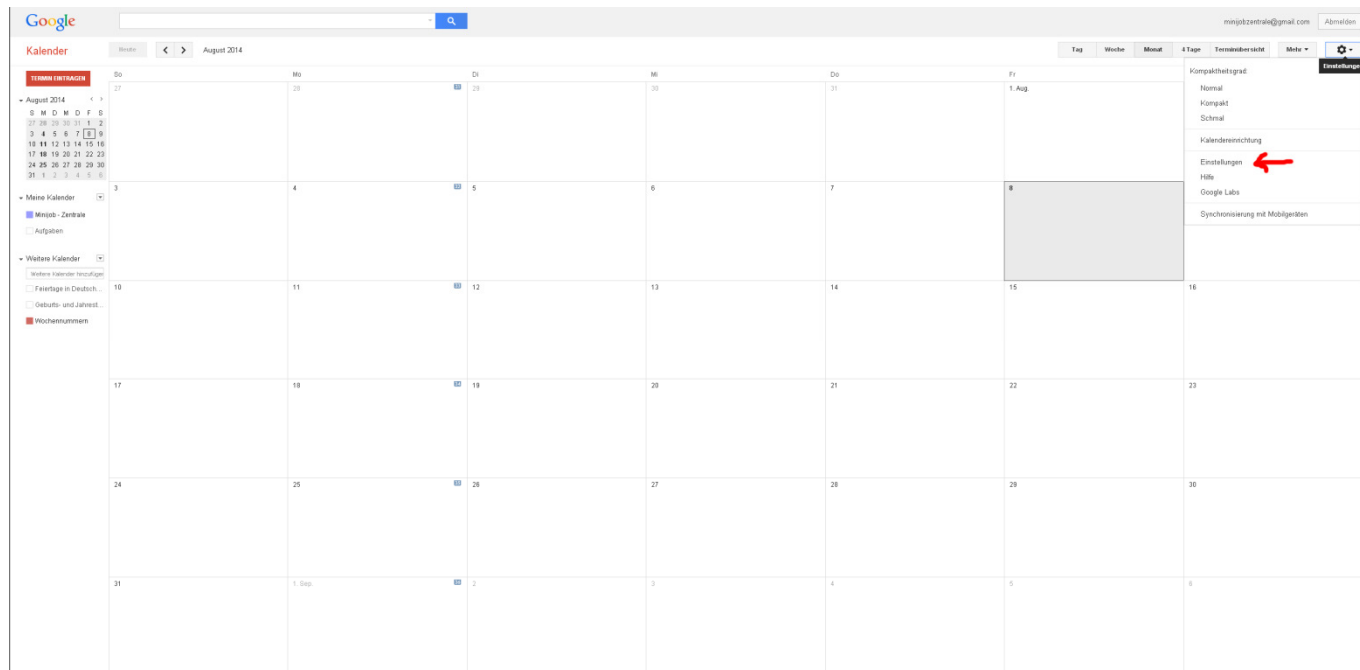 Google
minijobzentrale@gmail.com Abmelden
Kalender Heute August 2014 Tag Woche Monat 4 Tage Terminübersicht Mehr
Einstellunge
TERMIN EINTRAGEN
So Mo Di Mi Do Fr
Kompaktheitsgrad:
Normal
Kompakt
Schmal
Kalendereinrichtung
Einstellungen
Hilfe
Google Labs
Synchronisierung mit Mobilgeräten
August 2014
S M D M D F S
27 28 29 30 31 1 2
3 4 5 6 7 8 9
10 11 12 13 14 15 16
17 18 19 20 21 22 23
24 25 26 27 28 29 30
31 1 2 3 4 5 6
Meine Kalender
Minijob - Zentrale
Aufgaben
Weitere Kalender
Weitere Kalender hinzufügen
Feiertage in Deutsch...
Geburts- und Jahrest...
Wochennummern
27 28 29 30 31 1. Aug.
3 4 5 6 7 8
10 11 12 13 14 15 16
17 18 19 20 21 22 23
24 25 26 27 28 29 30
31 1. Sep. 2 3 4 5 6